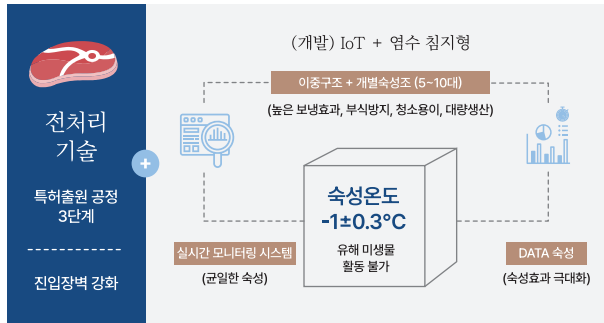 전처리
기술
특허출원 공정
3단계
진입장벽 강화
+
(개발) IoT + 염수 침지형
이중구조 + 개별숙성조 (5~10대)
(높은 보냉효과, 부식방지, 청소용이, 대량생산)
숙성온도
-1±0.3°C
유해 미생물
활동 불가
실시간 모니터링 시스템
(균일한 숙성)
DATA 숙성
(숙성효과 극대화)